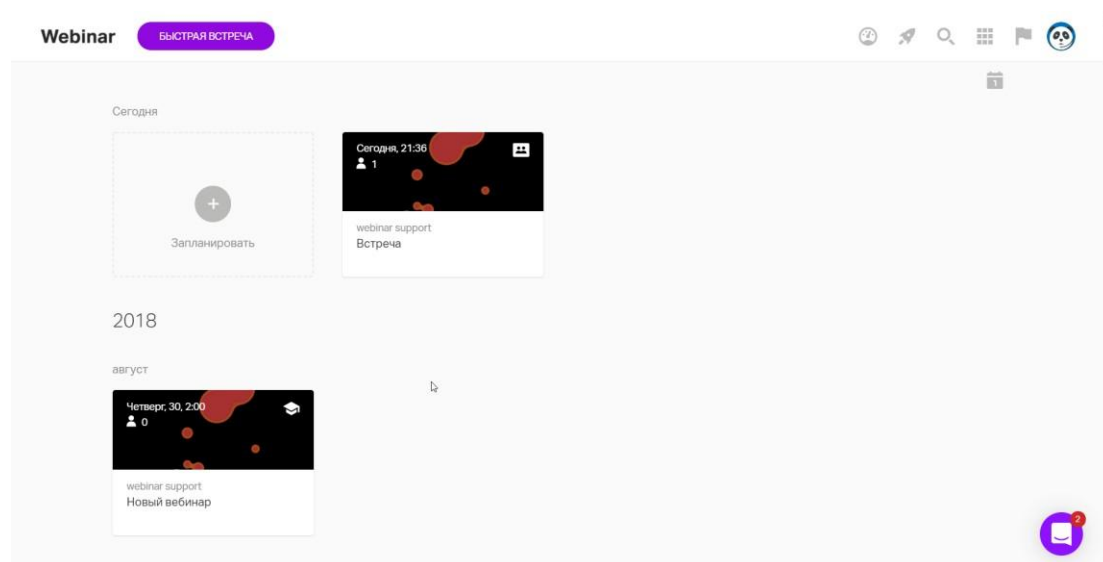 Webinar
БЫСТРАЯ ВСТРЕЧА
1
Сегодня
Запланировать
Сегодня, 21:36
1
webinar support
Встреча
2018
август
Четверг, 30, 2:00
0
webinar support
Новый вебинар
2